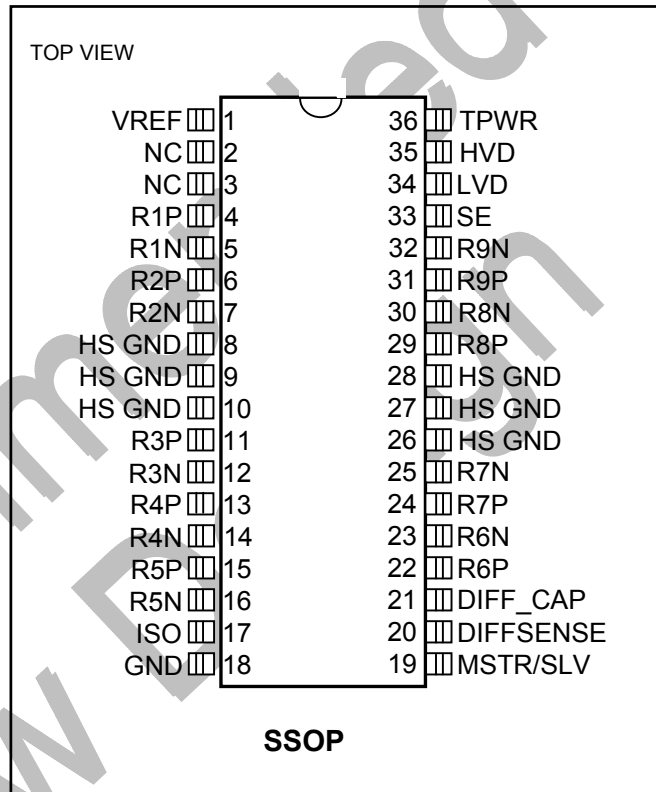 TOP VIEW
VREF 1 36 TPWR
NC 2 35 HVD
NC 3 34 LVD
R1P 4 33 SE
R1N 5 32 R9N
R2P 6 31 R9P
R2N 7 30 R8N
HS GND 8 29 R8P
HS GND 9 28 HS GND
HS GND 10 27 HS GND
R3P 11 26 HS GND
R3N 12 25 R7N
R4P 13 24 R7P
R4N 14 23 R6N
R5P 15 22 R6P
R5N 16 21 DIFF_CAP
ISO 17 20 DIFFSENSE
GND 18 19 MSTR/SLV
SSOP